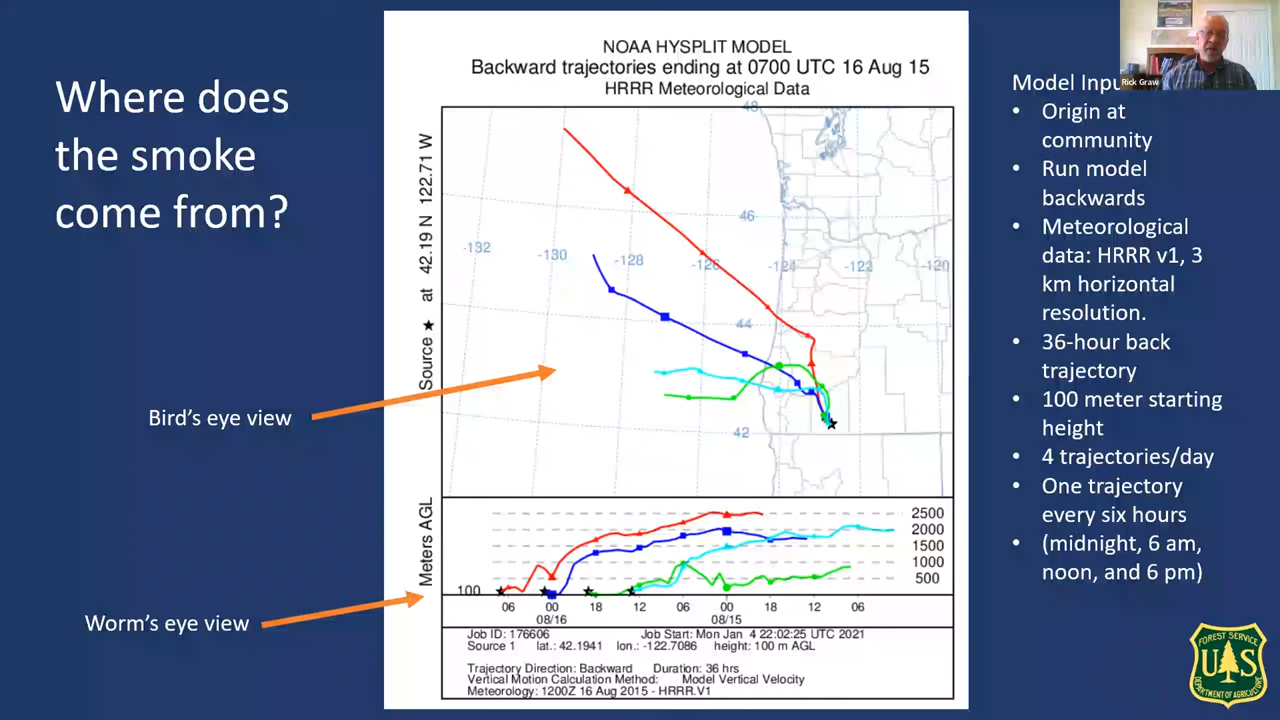 Where does
the smoke
come from?
Bird's eye view
Worm's eye view
NOAA HYSPLIT MODEL
Backward trajectories ending at 0700 UTC 16 Aug 15
HRRR Meteorological Data
Source ★ at 42.19 N 122.71 W
48
46
-132
-130
-128
-126
-124
-122
-120
44
42
Meters AGL
2500
2000
1500
1000
500
100
06 00 18 12 06 00 18 12 06
08/16 08/15
Job ID: 176606 Job Start: Mon Jan 4 22:02:25 UTC 2021
Source 1 lat.: 42.1941 lon.: -122.7086 height: 100 m AGL
Trajectory Direction: Backward Duration: 36 hrs
Vertical Motion Calculation Method: Model Vertical Velocity
Meteorology: 1200Z 16 Aug 2015 - HRRR.V1
Rick Graw
Model Inpu
• Origin at
community
• Run model
backwards
• Meteorological
data: HRRR v1, 3
km horizontal
resolution.
• 36-hour back
trajectory
• 100 meter starting
height
• 4 trajectories/day
• One trajectory
every six hours
• (midnight, 6 am,
noon, and 6 pm)
FOREST SERVICE
U S
DEPARTMENT OF AGRICULTURE